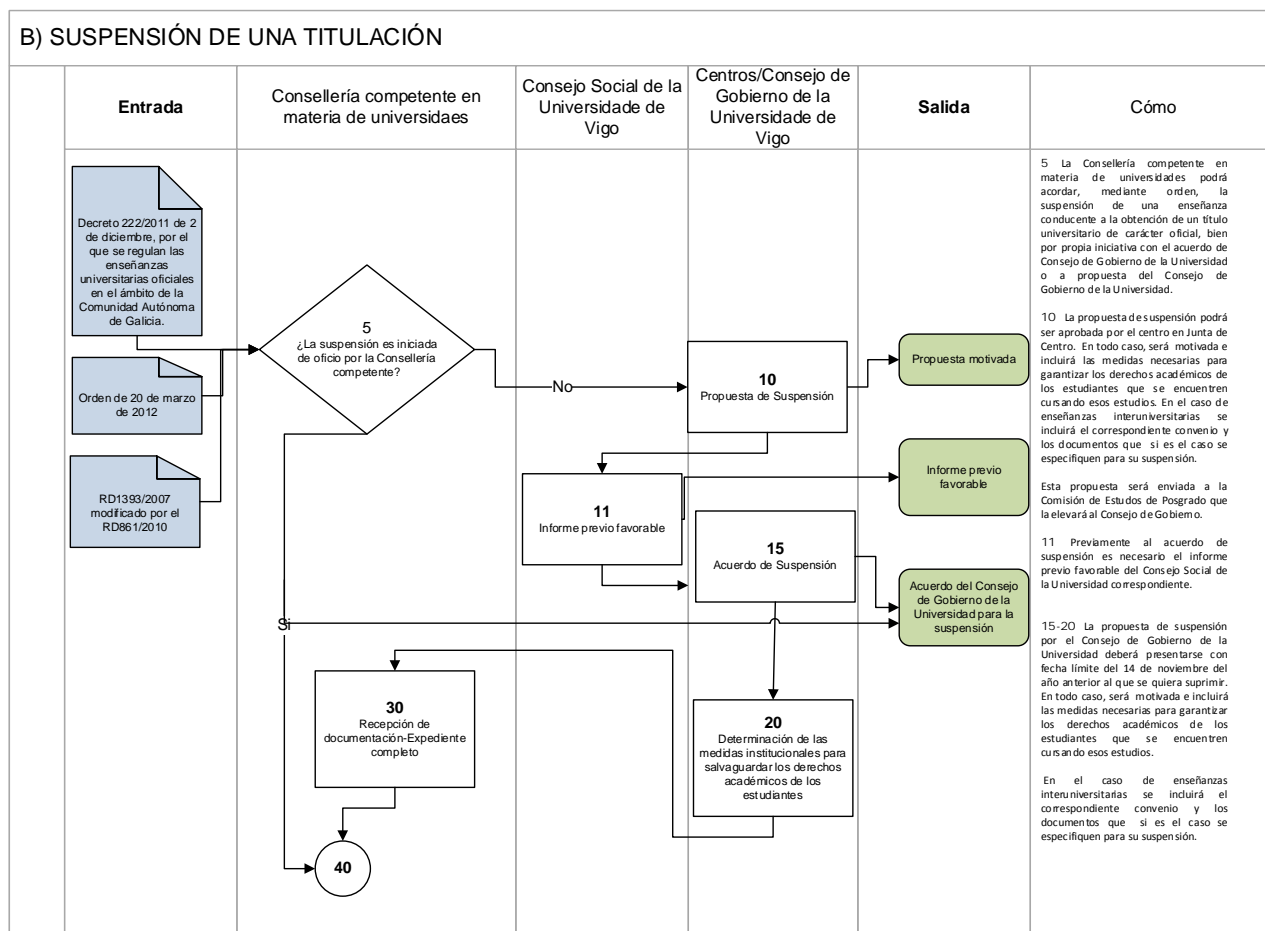 B) SUSPENSIÓN DE UNA TITULACIÓN
Entrada
Consellería competente en
materia de universidaes
Consejo Social de la
Universidade de
Vigo
Centros/Consejo de
Gobierno de la
Universidade de
Vigo
Salida
Cómo
Decreto 222/2011 de 2
de diciembre, por el
que se regulan las
enseñanzas
universitarias oficiales
en el ámbito de la
Comunidad Autónoma
de Galicia.
Orden de 20 de marzo
de 2012
RD1393/2007
modificado por el
RD861/2010
5
¿La suspensión es iniciada
de oficio por la Consellería
competente?
No
Si
10
Propuesta de Suspensión
11
Informe previo favorable
15
Acuerdo de Suspensión
20
Determinación de las
medidas institucionales para
salvaguardar los derechos
académicos de los
estudiantes
30
Recepción de
documentación-Expediente
completo
40
Propuesta motivada
Informe previo
favorable
Acuerdo del Consejo
de Gobierno de la
Universidad para la
suspensión
5 La Consellería competente en
materia de universidades podrá
acordar, mediante orden, la
suspensión de una enseñanza
conducente a la obtención de un título
universitario de carácter oficial, bien
por propia iniciativa con el acuerdo de
Consejo de Gobierno de la Universidad
o a propuesta del Consejo de
Gobierno de la Universidad.
10 La propuesta de suspensión podrá
ser aprobada por el centro en Junta de
Centro. En todo caso, será motivada e
incluirá las medidas necesarias para
garantizar los derechos académicos de
los estudiantes que se encuentren
cursando esos estudios. En el caso de
enseñanzas interuniversitarias se
incluirá el correspondiente convenio y
los documentos que si es el caso se
especifiquen para su suspensión.
Esta propuesta será enviada a la
Comisión de Estudos de Posgrado que
la elevará al Consejo de Gobierno.
11 Previamente al acuerdo de
suspensión es necesario el informe
previo favorable del Consejo Social de
la Universidad correspondiente.
15-20 La propuesta de suspensión
por el Consejo de Gobierno de la
Universidad deberá presentarse con
fecha límite del 14 de noviembre del
año anterior al que se quiera suprimir.
En todo caso, será motivada e incluirá
las medidas necesarias para garantizar
los derechos académicos de los
estudiantes que se encuentren
cursando esos estudios.
En el caso de enseñanzas
interuniversitarias se incluirá el
correspondiente convenio y los
documentos que si es el caso se
especifiquen para su suspensión.